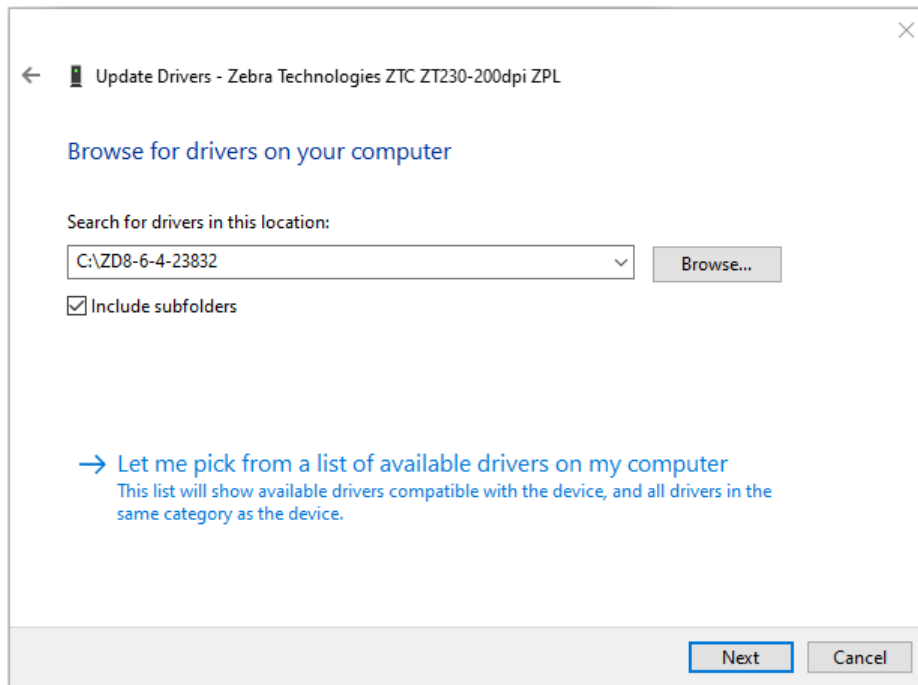 Update Drivers - Zebra Technologies ZTC ZT230-200dpi ZPL
Browse for drivers on your computer
Search for drivers in this location:
C:\ZD8-6-4-23832
Browse...
Include subfolders
Let me pick from a list of available drivers on my computer
This list will show available drivers compatible with the device, and all drivers in the
same category as the device.
Next
Cancel